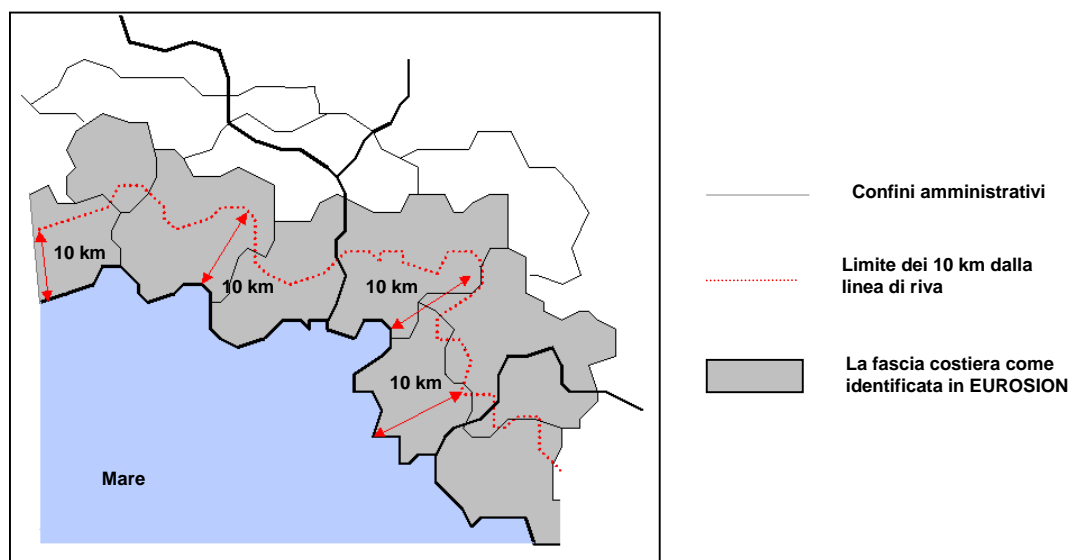 10 km
10 km
10 km
10 km
Mare
Confini amministrativi
Limite dei 10 km dalla
linea di riva
La fascia costiera come
identificata in EUROSION